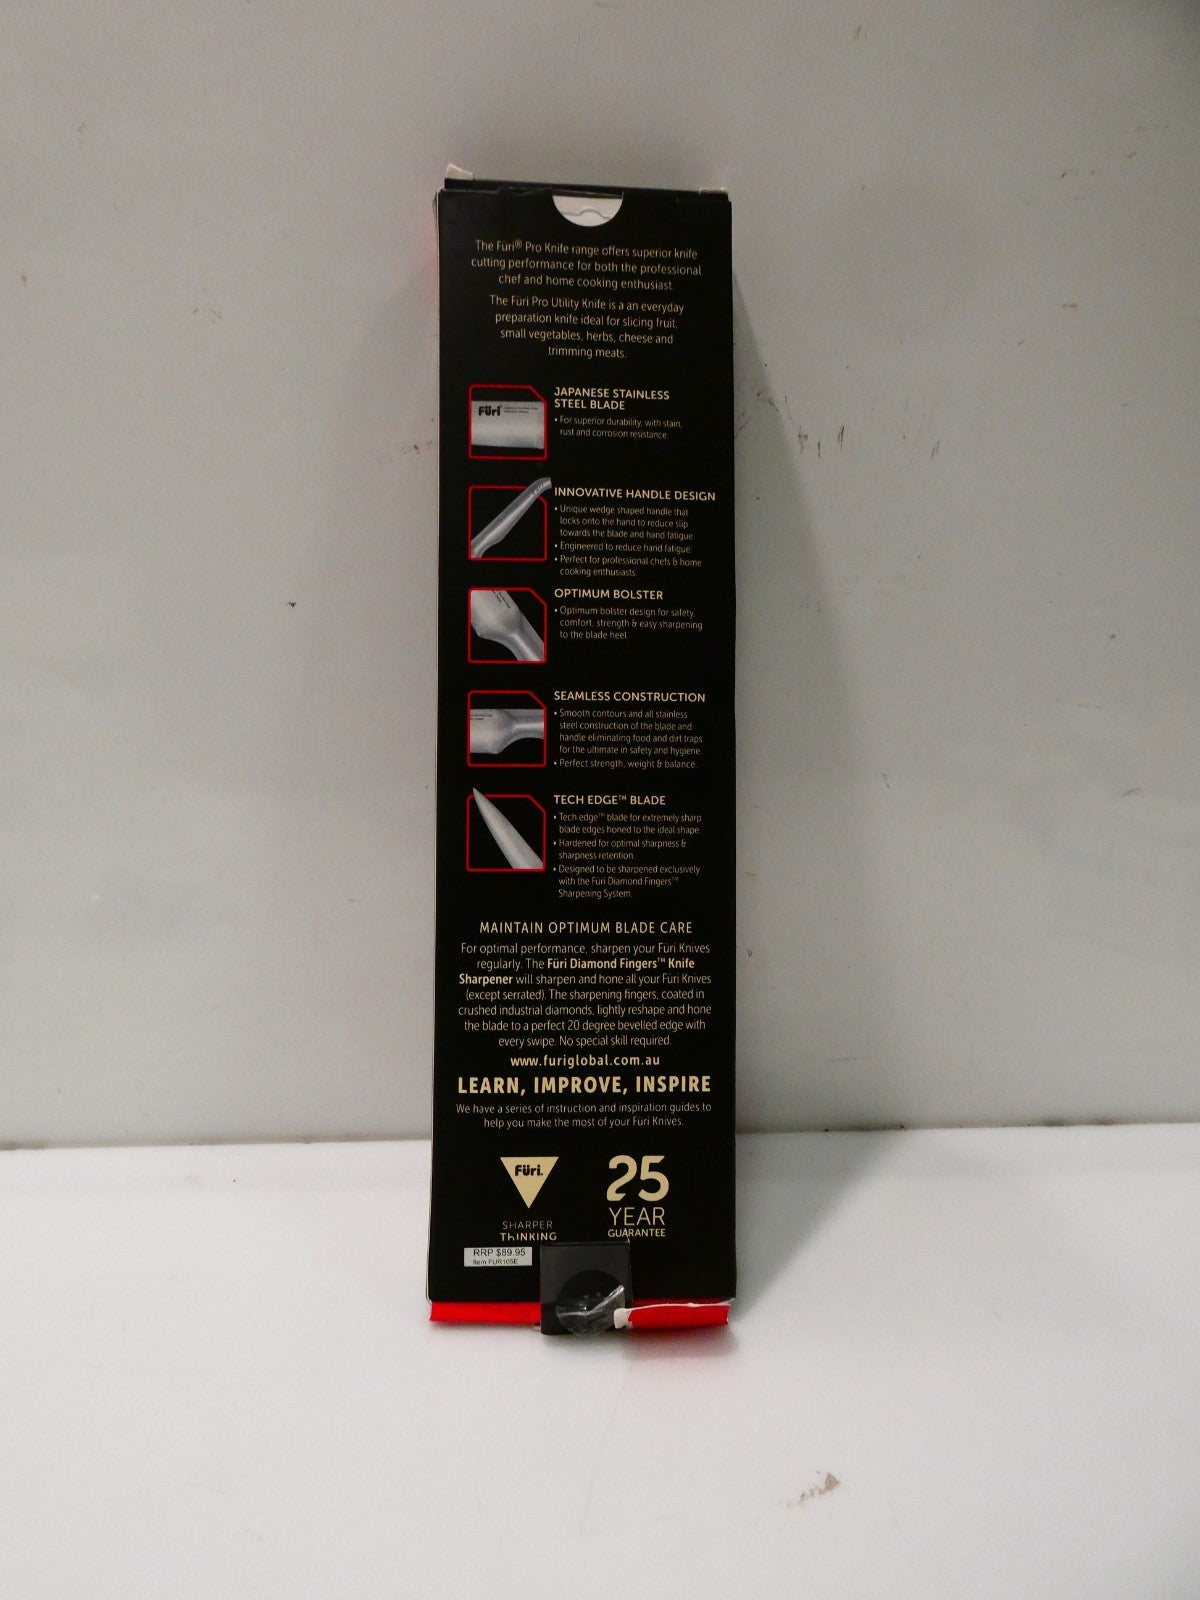 The Füri® Pro Knife range offers superior knife
cutting performance for both the professional
chef and home cooking enthusiast.
The Füri Pro Utility Knife is a an everyday
preparation knife ideal for slicing fruit,
small vegetables, herbs, cheese and
trimming meats.
Füri
JAPANESE STAINLESS
STEEL BLADE
• For superior durability, with stain,
rust and corrosion resistance.
INNOVATIVE HANDLE DESIGN
• Unique wedge shaped handle that
locks onto the hand to reduce slip
towards the blade and hand fatigue.
• Engineered to reduce hand fatigue.
• Perfect for professional chefs & home
cooking enthusiasts.
OPTIMUM BOLSTER
• Optimum bolster design for safety,
comfort, strength & easy sharpening
to the blade heel.
SEAMLESS CONSTRUCTION
• Smooth contours and all stainless
steel construction of the blade and
handle eliminating food and dirt traps
for the ultimate in safety and hygiene.
• Perfect strength, weight & balance.
TECH EDGE™ BLADE
• Tech edge™ blade for extremely sharp
blade edges honed to the ideal shape.
• Hardened for optimal sharpness &
sharpness retention.
• Designed to be sharpened exclusively
with the Füri Diamond Fingers™
Sharpening System.
MAINTAIN OPTIMUM BLADE CARE
For optimal performance, sharpen your Füri Knives
regularly. The Füri Diamond Fingers™ Knife
Sharpener will sharpen and hone all your Füri Knives
(except serrated). The sharpening fingers, coated in
crushed industrial diamonds, lightly reshape and hone
the blade to a perfect 20 degree bevelled edge with
every swipe. No special skill required.
www.furiglobal.com.au
LEARN, IMPROVE, INSPIRE
We have a series of instruction and inspiration guides to
help you make the most of your Füri Knives.
Füri.
SHARPER
THINKING
25
YEAR
GUARANTEE
RRP $89.95
Item FUR105E